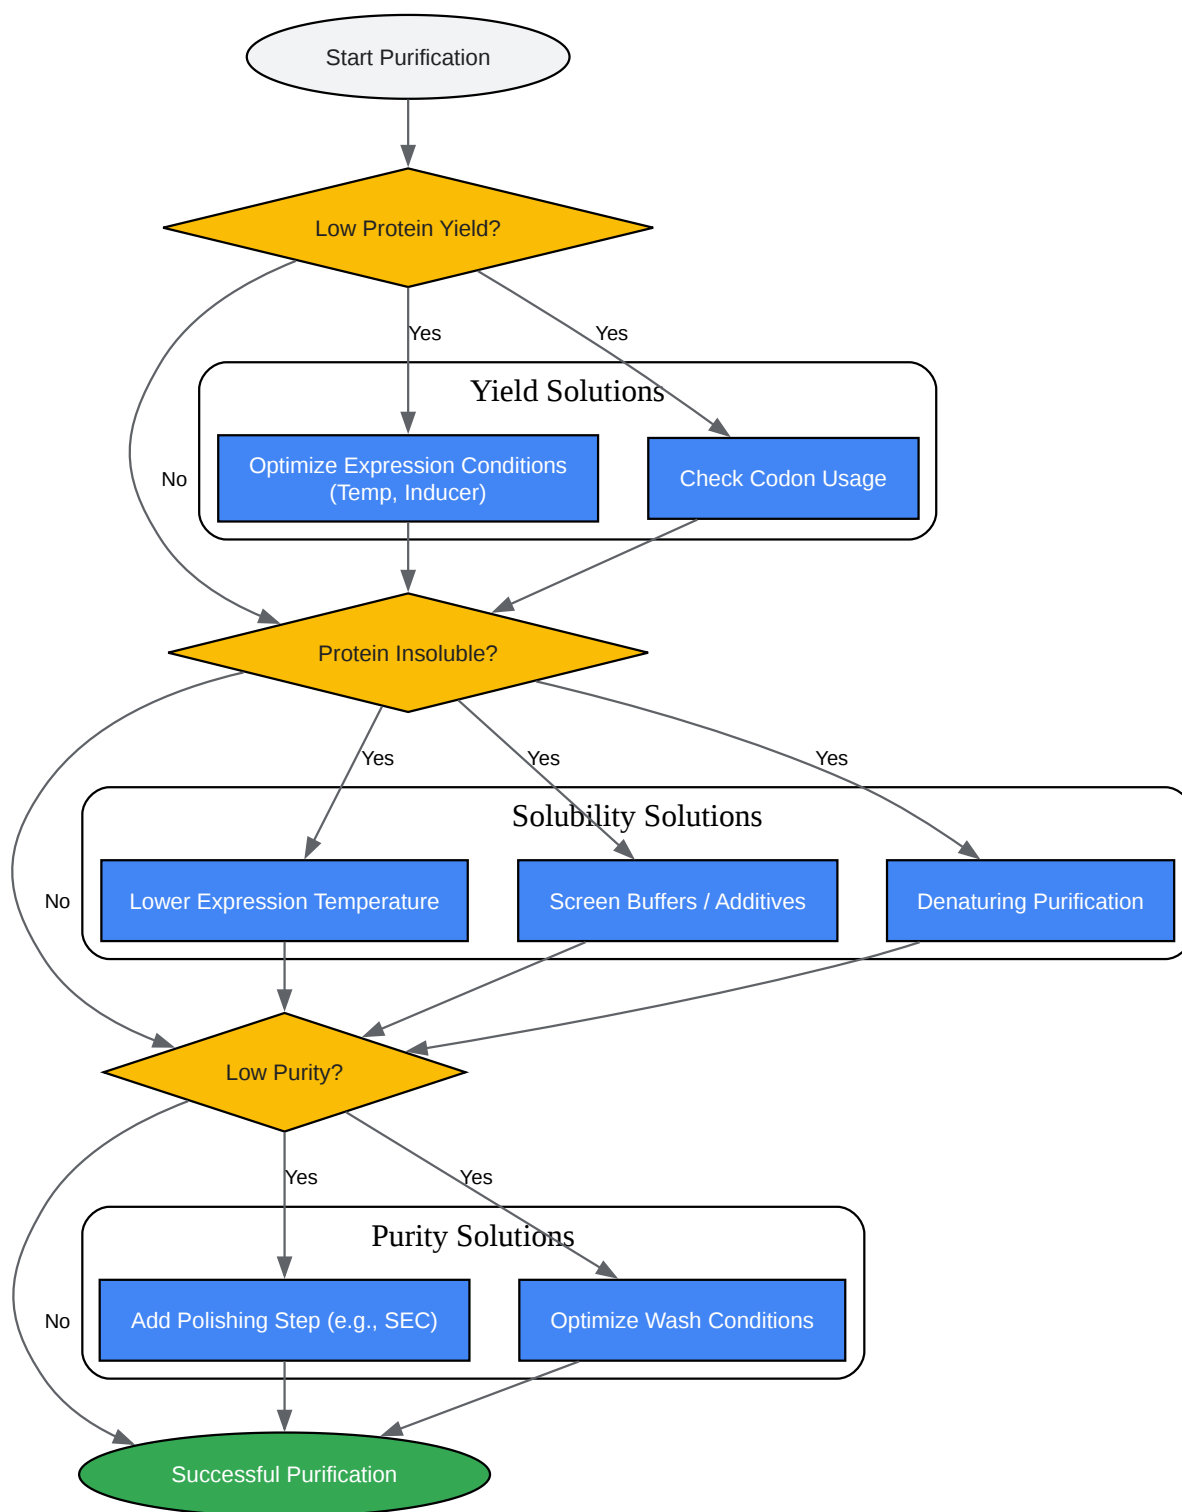 Start Purification
Low Protein Yield?
Yes
Yes
Yield Solutions
Optimize Expression Conditions
(Temp, Inducer)
Check Codon Usage
No
Protein Insoluble?
Yes
Yes
Yes
Solubility Solutions
Lower Expression Temperature
Screen Buffers / Additives
Denaturing Purification
No
Low Purity?
Yes
Yes
Purity Solutions
Add Polishing Step (e.g., SEC)
Optimize Wash Conditions
No
Successful Purification